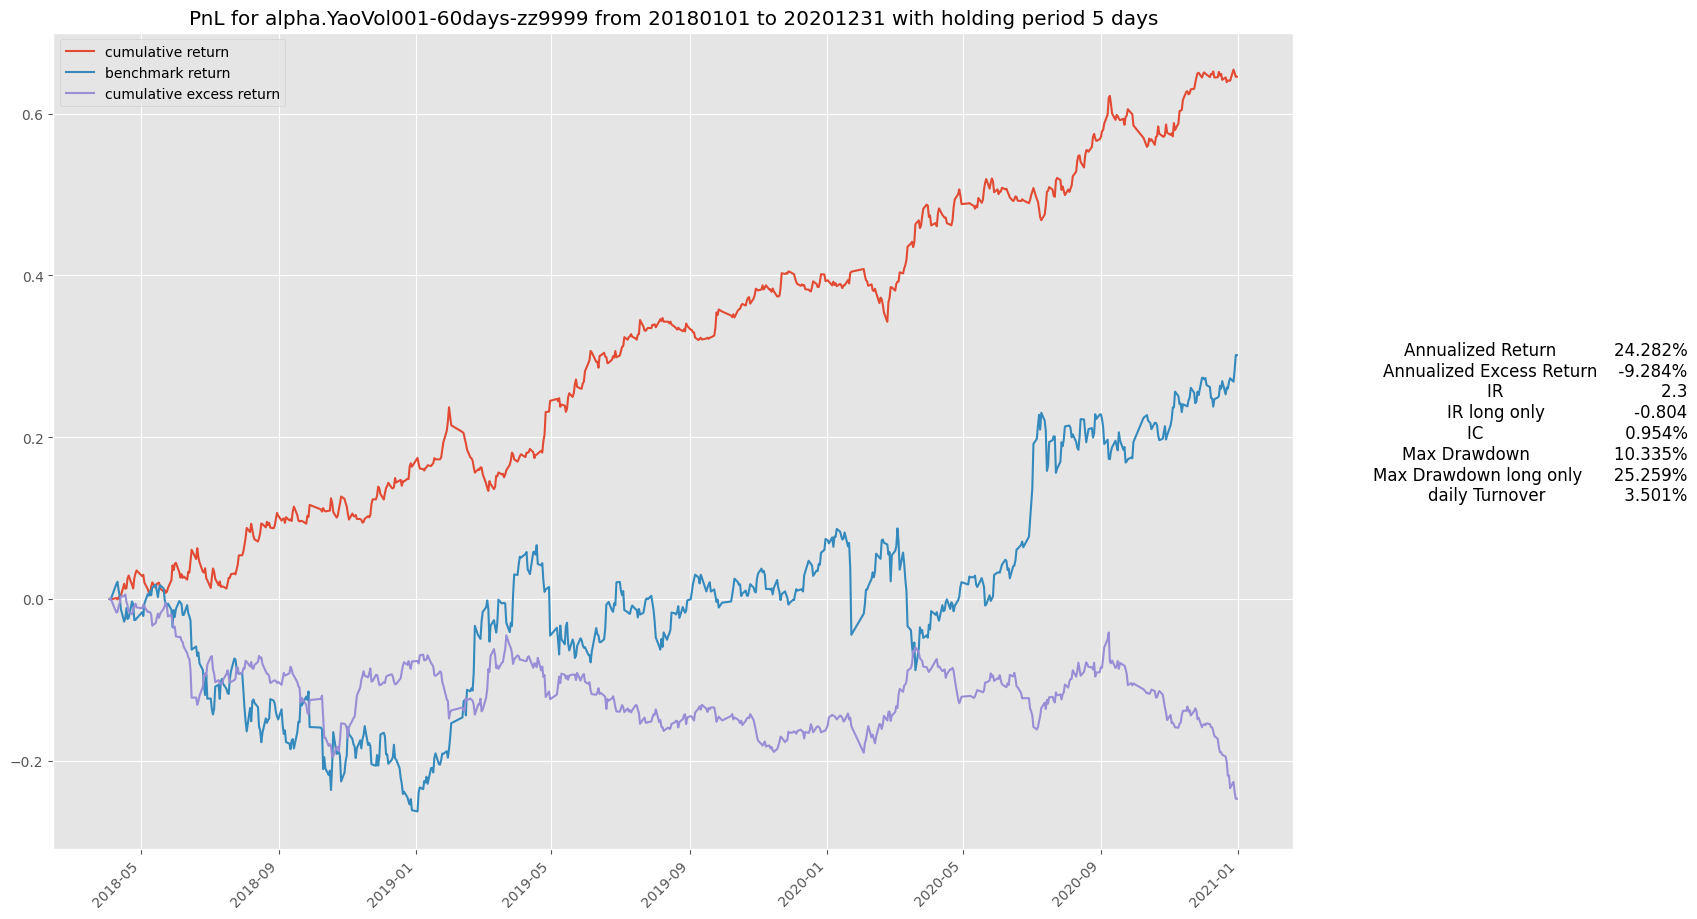 PnL for alpha.YaoVol001-60days-zz9999 from 20180101 to 20201231 with holding period 5 days
cumulative return
benchmark return
cumulative excess return
0.6
0.4
0.2
0.0
−0.2
2018-05
2018-09
2019-01
2019-05
2019-09
2020-01
2020-05
2020-09
2021-01
Annualized Return 24.282%
Annualized Excess Return -9.284%
IR 2.3
IR long only -0.804
IC 0.954%
Max Drawdown 10.335%
Max Drawdown long only 25.259%
daily Turnover 3.501%